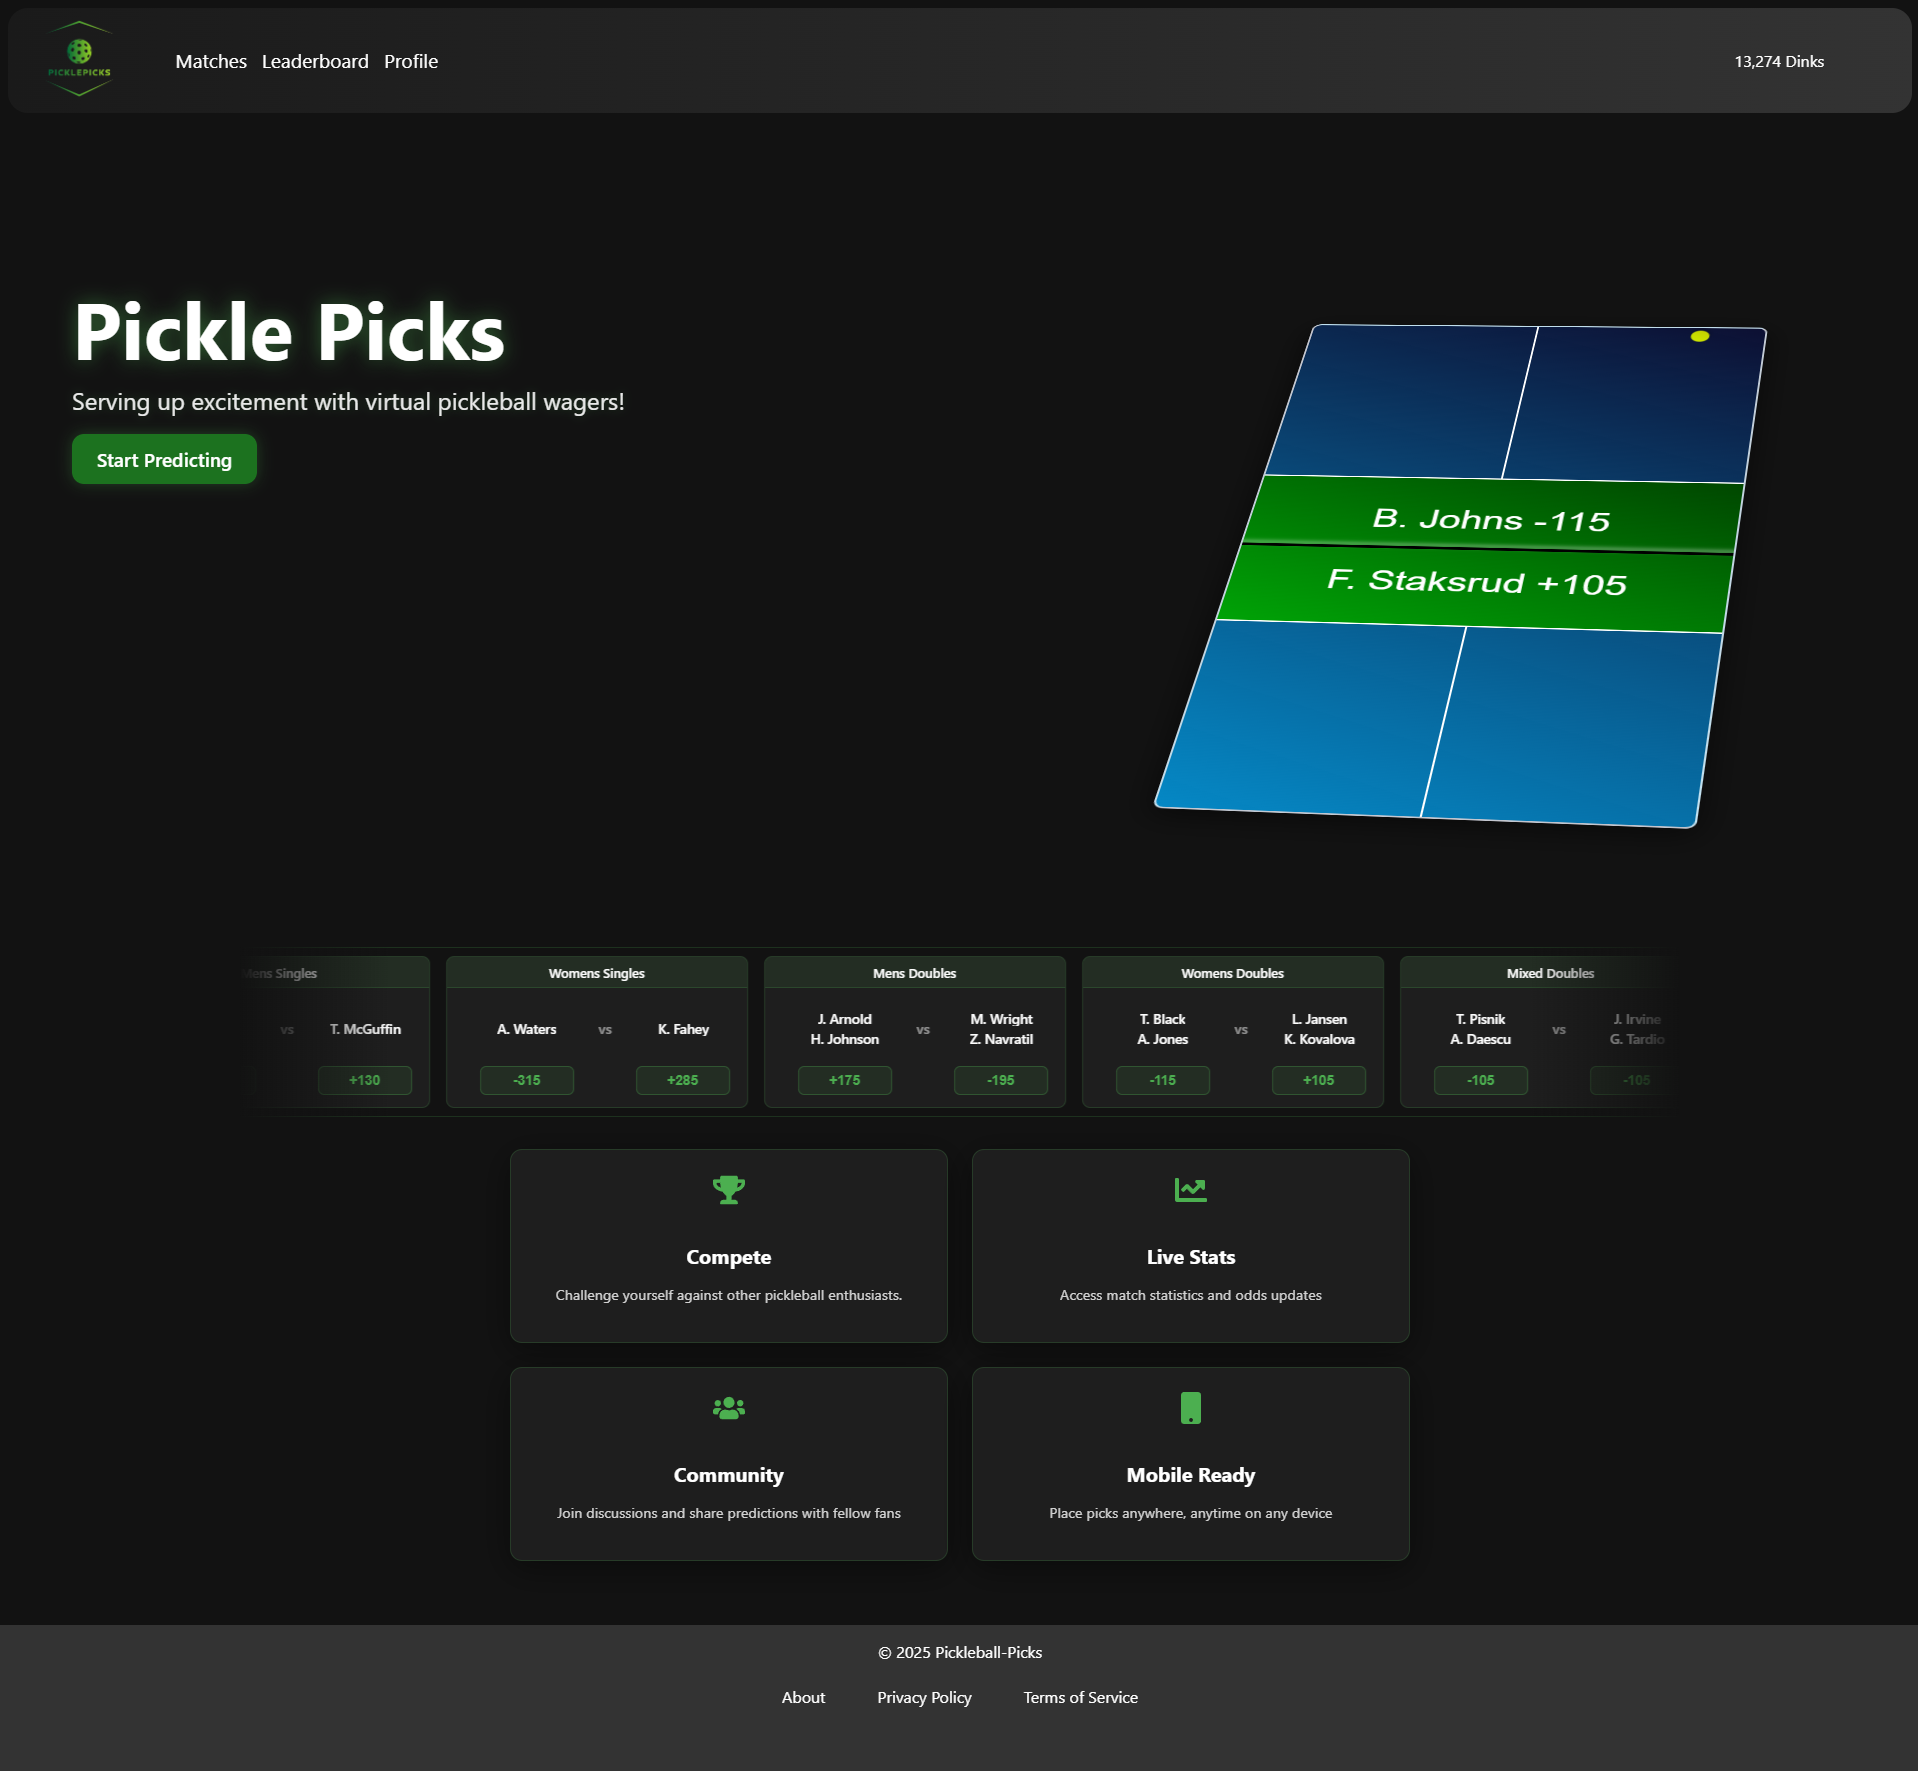 PICKLEPICKS
Matches Leaderboard Profile
13,274 Dinks
Pickle Picks
Serving up excitement with virtual pickleball wagers!
Start Predicting
B. Johns -115
F. Staksrud +105
Mens Singles
vs T. McGuffin
+130
Womens Singles
A. Waters vs K. Fahey
-315 +285
Mens Doubles
J. Arnold
H. Johnson
vs
M. Wright
Z. Navratil
+175 -195
Womens Doubles
T. Black
A. Jones
vs
L. Jansen
K. Kovalova
-115 +105
Mixed Doubles
T. Pisnik
A. Daescu
vs
J. Irvine
G. Tardio
-105 -105
Compete
Challenge yourself against other pickleball enthusiasts.
Live Stats
Access match statistics and odds updates
Community
Join discussions and share predictions with fellow fans
Mobile Ready
Place picks anywhere, anytime on any device
© 2025 Pickleball-Picks
About Privacy Policy Terms of Service